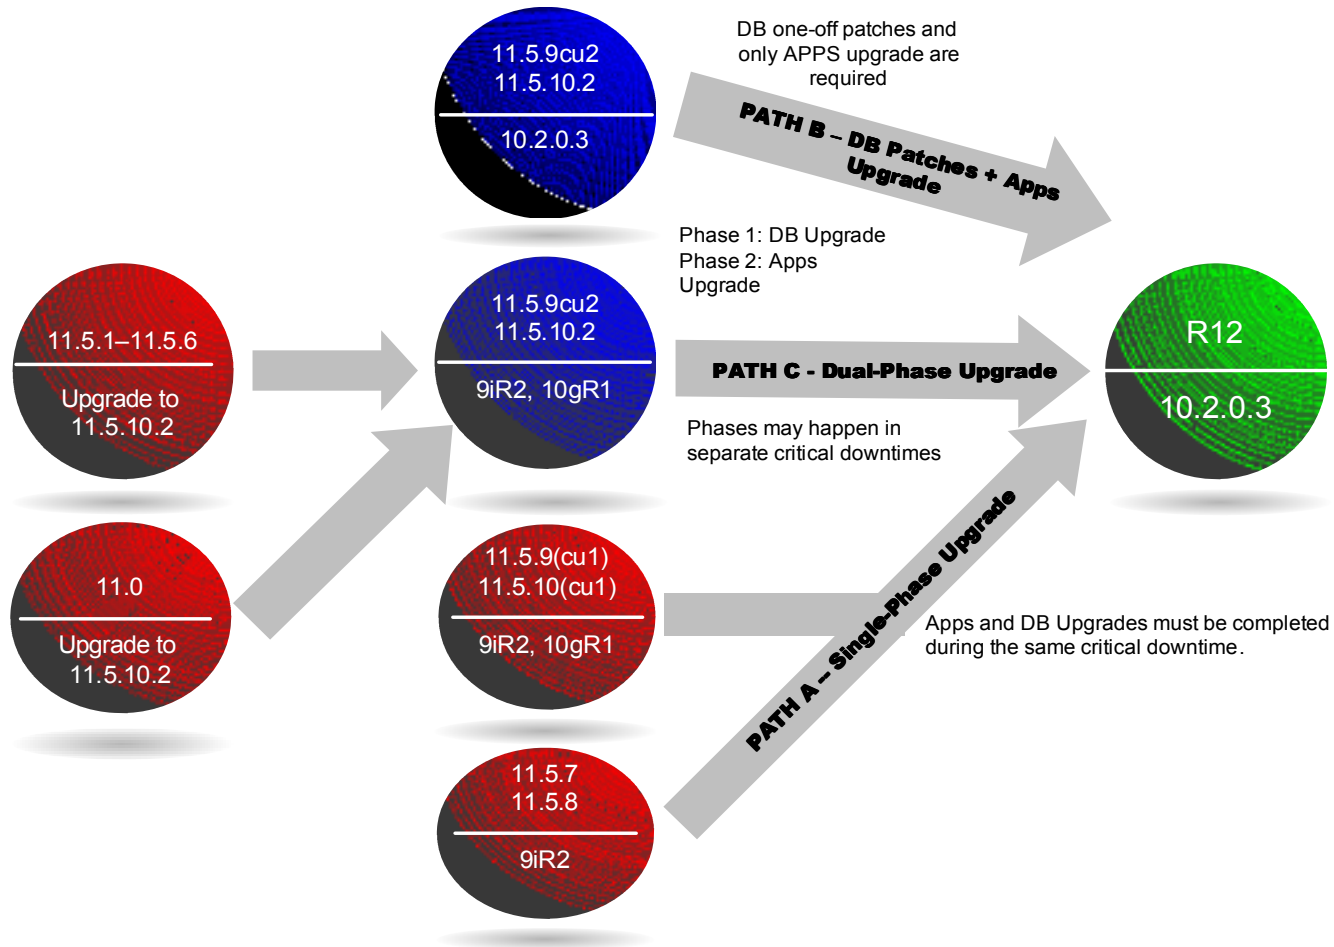 DB one-off patches and
only APPS upgrade are
required
11.5.9cu2
11.5.10.2
10.2.0.3
PATH B – DB Patches + Apps
Upgrade
Phase 1: DB Upgrade
Phase 2: Apps
Upgrade
11.5.1–11.5.6
Upgrade to
11.5.10.2
11.5.9cu2
11.5.10.2
9iR2, 10gR1
PATH C - Dual-Phase Upgrade
R12
10.2.0.3
Phases may happen in
separate critical downtimes
11.0
Upgrade to
11.5.10.2
11.5.9(cu1)
11.5.10(cu1)
9iR2, 10gR1
PATH A – Single-Phase Upgrade
Apps and DB Upgrades must be completed
during the same critical downtime.
11.5.7
11.5.8
9iR2